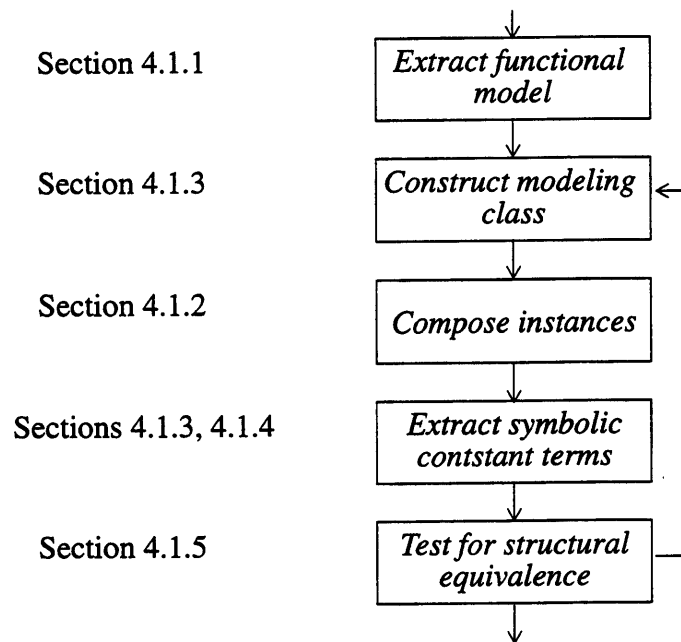 Section 4.1.1
Extract functional
model
Section 4.1.3
Construct modeling
class
Section 4.1.2
Compose instances
Sections 4.1.3, 4.1.4
Extract symbolic
contstant terms
Section 4.1.5
Test for structural
equivalence